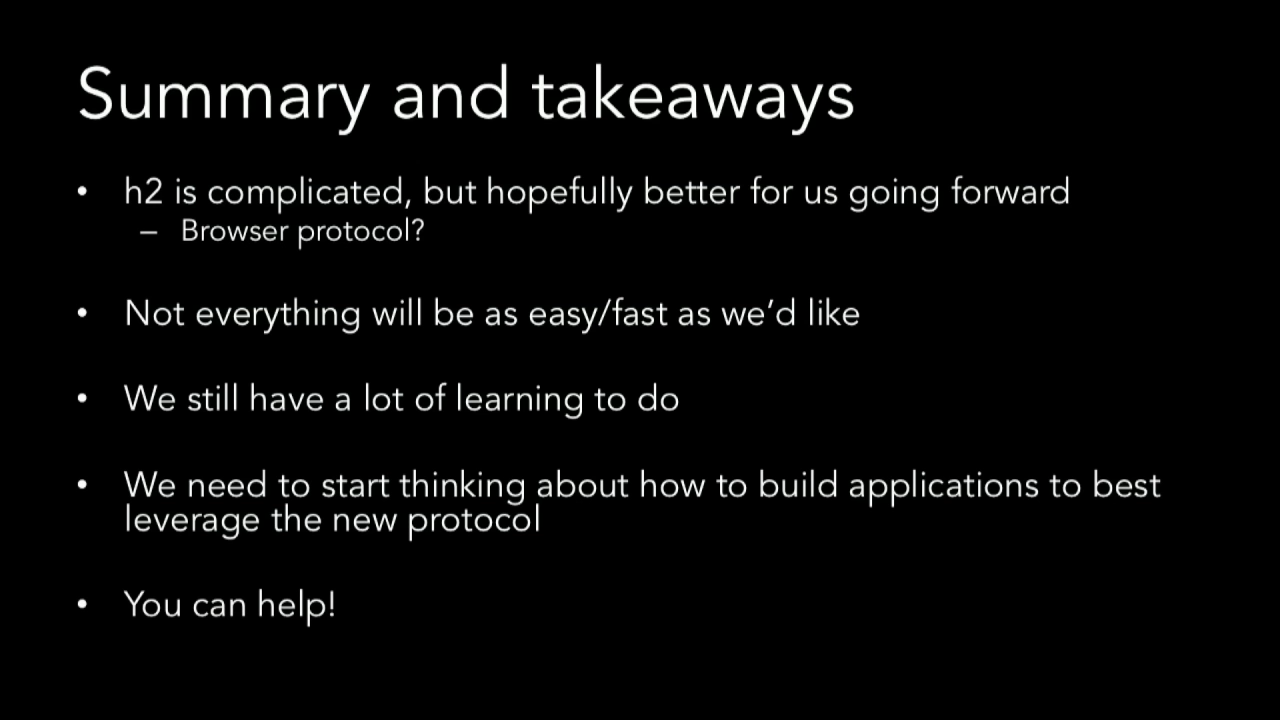 Summary and takeaways
• h2 is complicated, but hopefully better for us going forward
– Browser protocol?
• Not everything will be as easy/fast as we’d like
• We still have a lot of learning to do
• We need to start thinking about how to build applications to best
leverage the new protocol
• You can help!